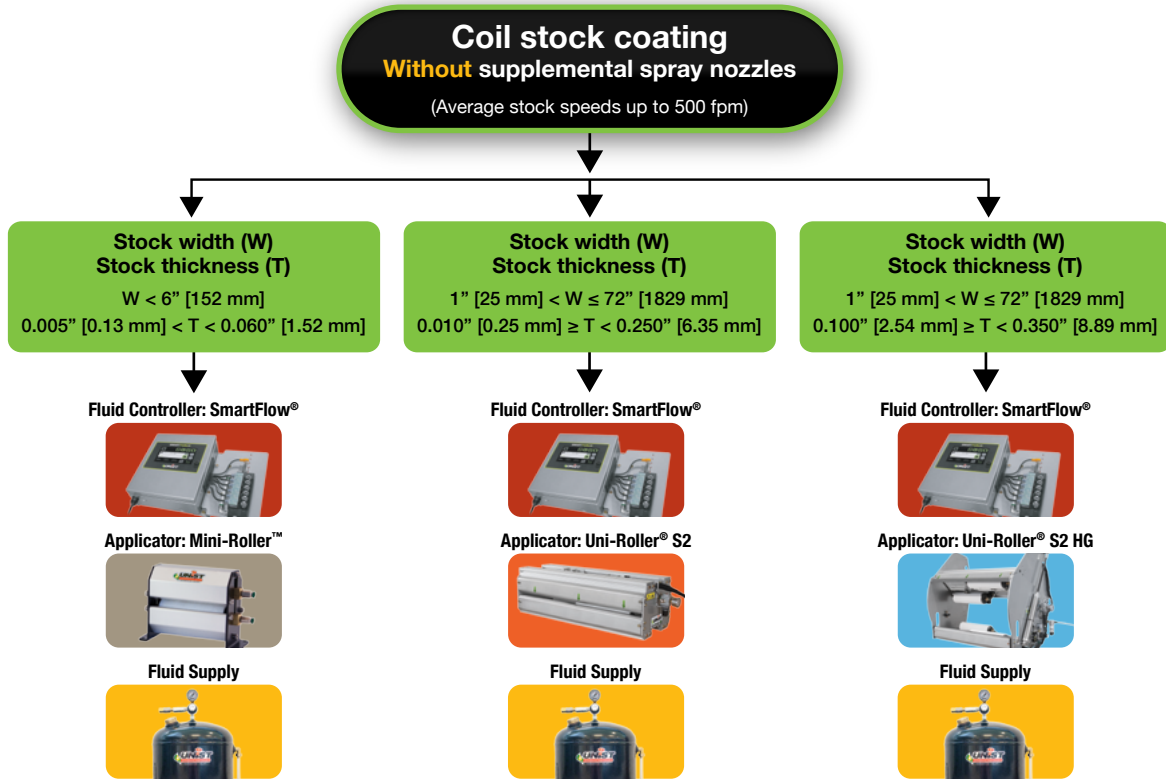 Coil stock coating
Without supplemental spray nozzles
(Average stock speeds up to 500 fpm)
Stock width (W)
Stock thickness (T)
W < 6” [152 mm]
0.005” [0.13 mm] < T < 0.060” [1.52 mm]
Stock width (W)
Stock thickness (T)
1” [25 mm] < W ≤ 72” [1829 mm]
0.010” [0.25 mm] ≥ T < 0.250” [6.35 mm]
Stock width (W)
Stock thickness (T)
1” [25 mm] < W ≤ 72” [1829 mm]
0.100” [2.54 mm] ≥ T < 0.350” [8.89 mm]
Fluid Controller: SmartFlow®
Fluid Controller: SmartFlow®
Fluid Controller: SmartFlow®
Applicator: Mini-Roller™
UNIST
Applicator: Uni-Roller® S2
Applicator: Uni-Roller® S2 HG
Fluid Supply
UNIST
Fluid Supply
UNIST
Fluid Supply
UNIST